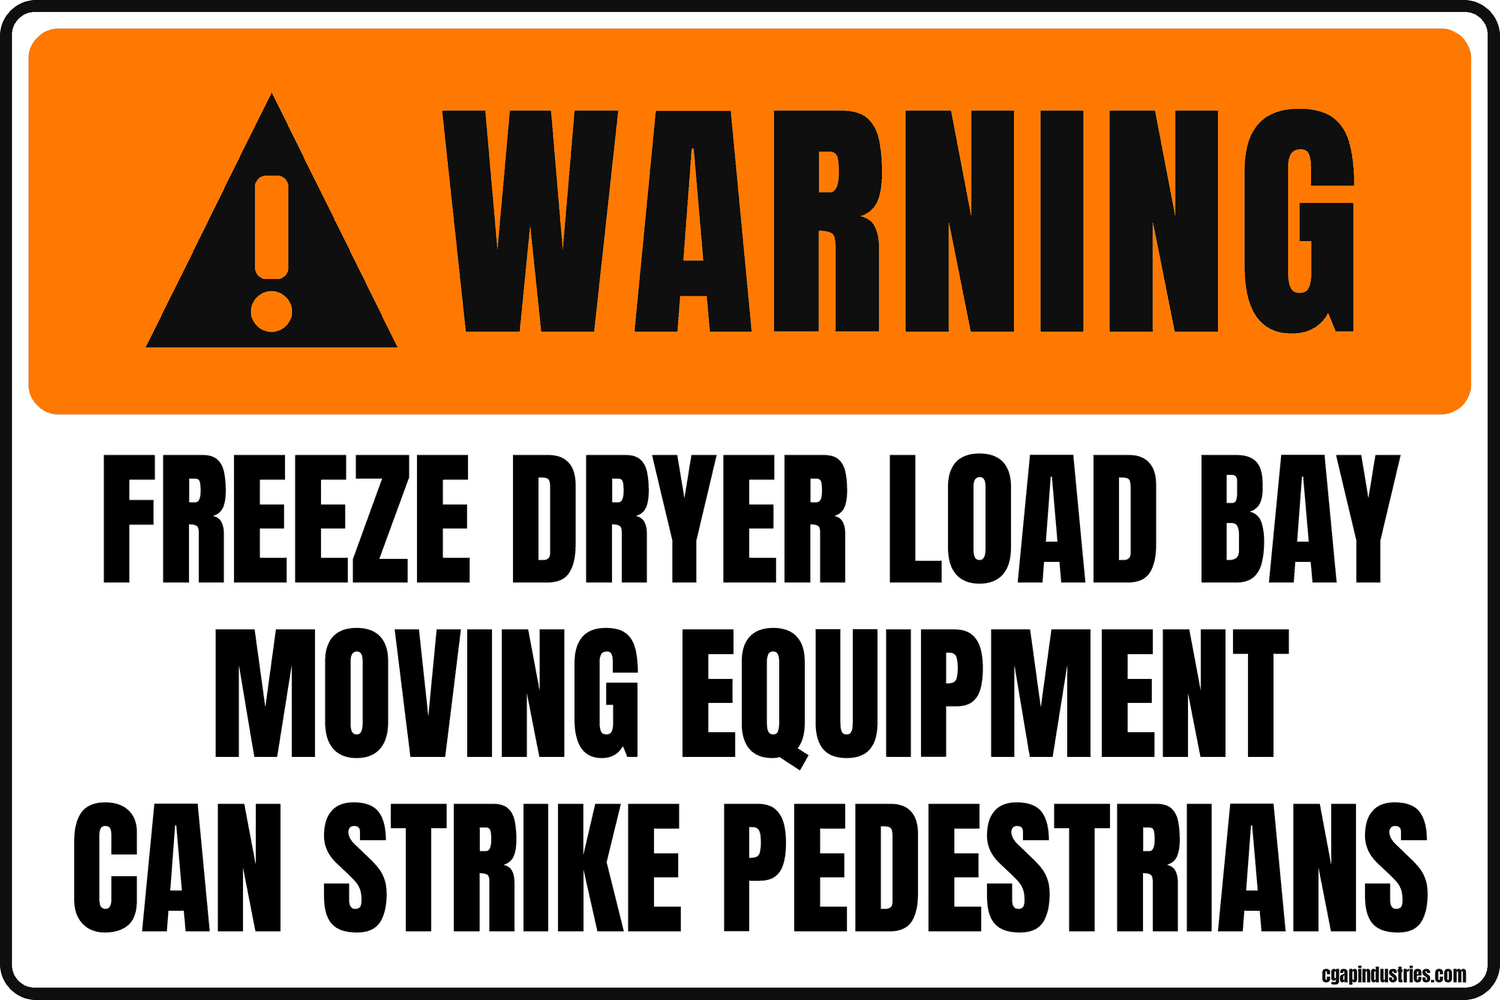 WARNING
FREEZE DRYER LOAD BAY
MOVING EQUIPMENT
CAN STRIKE PEDESTRIANS
cgapindustries.com